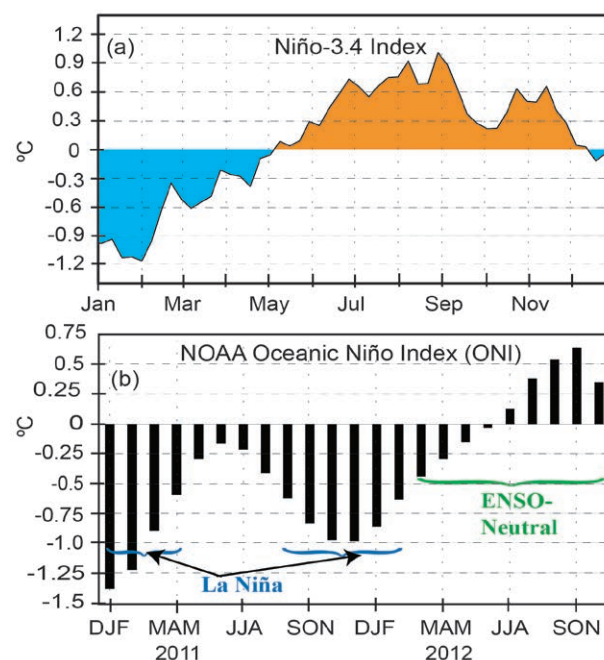 1.2
(a)
Niño-3.4 Index
0.9
0.6
0.3
0
ºC
-0.3
-0.6
-0.9
-1.2
Jan Mar May Jul Sep Nov
0.75
(b)
NOAA Oceanic Niño Index (ONI)
0.5
0.25
0
ºC
-0.25
-0.5
ENSO-
Neutral
-0.75
-1.0
La Niña
-1.25
-1.5
DJF MAM JJA SON DJF MAM JJA SON
2011 2012